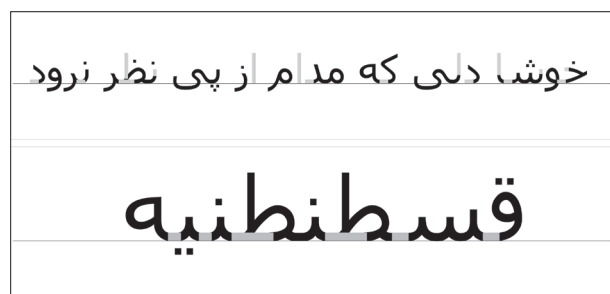 خوشا دلی که مدام از پی نظر نرود
قسطنطنیه